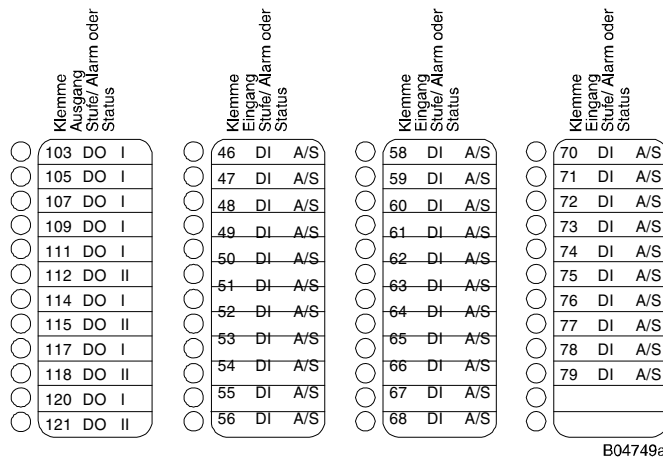 Klemme
Ausgang
Stufe/ Alarm oder
Status
103 DO I
105 DO I
107 DO I
109 DO I
111 DO I
112 DO II
114 DO I
115 DO II
117 DO I
118 DO II
120 DO I
121 DO II
Klemme
Eingang
Stufe/ Alarm oder
Status
46 DI A/S
47 DI A/S
48 DI A/S
49 DI A/S
50 DI A/S
51 DI A/S
52 DI A/S
53 DI A/S
54 DI A/S
55 DI A/S
56 DI A/S
Klemme
Eingang
Stufe/ Alarm oder
Status
58 DI A/S
59 DI A/S
60 DI A/S
61 DI A/S
62 DI A/S
63 DI A/S
64 DI A/S
65 DI A/S
66 DI A/S
67 DI A/S
68 DI A/S
Klemme
Eingang
Stufe/ Alarm oder
Status
70 DI A/S
71 DI A/S
72 DI A/S
73 DI A/S
74 DI A/S
75 DI A/S
76 DI A/S
77 DI A/S
78 DI A/S
79 DI A/S
B04749a